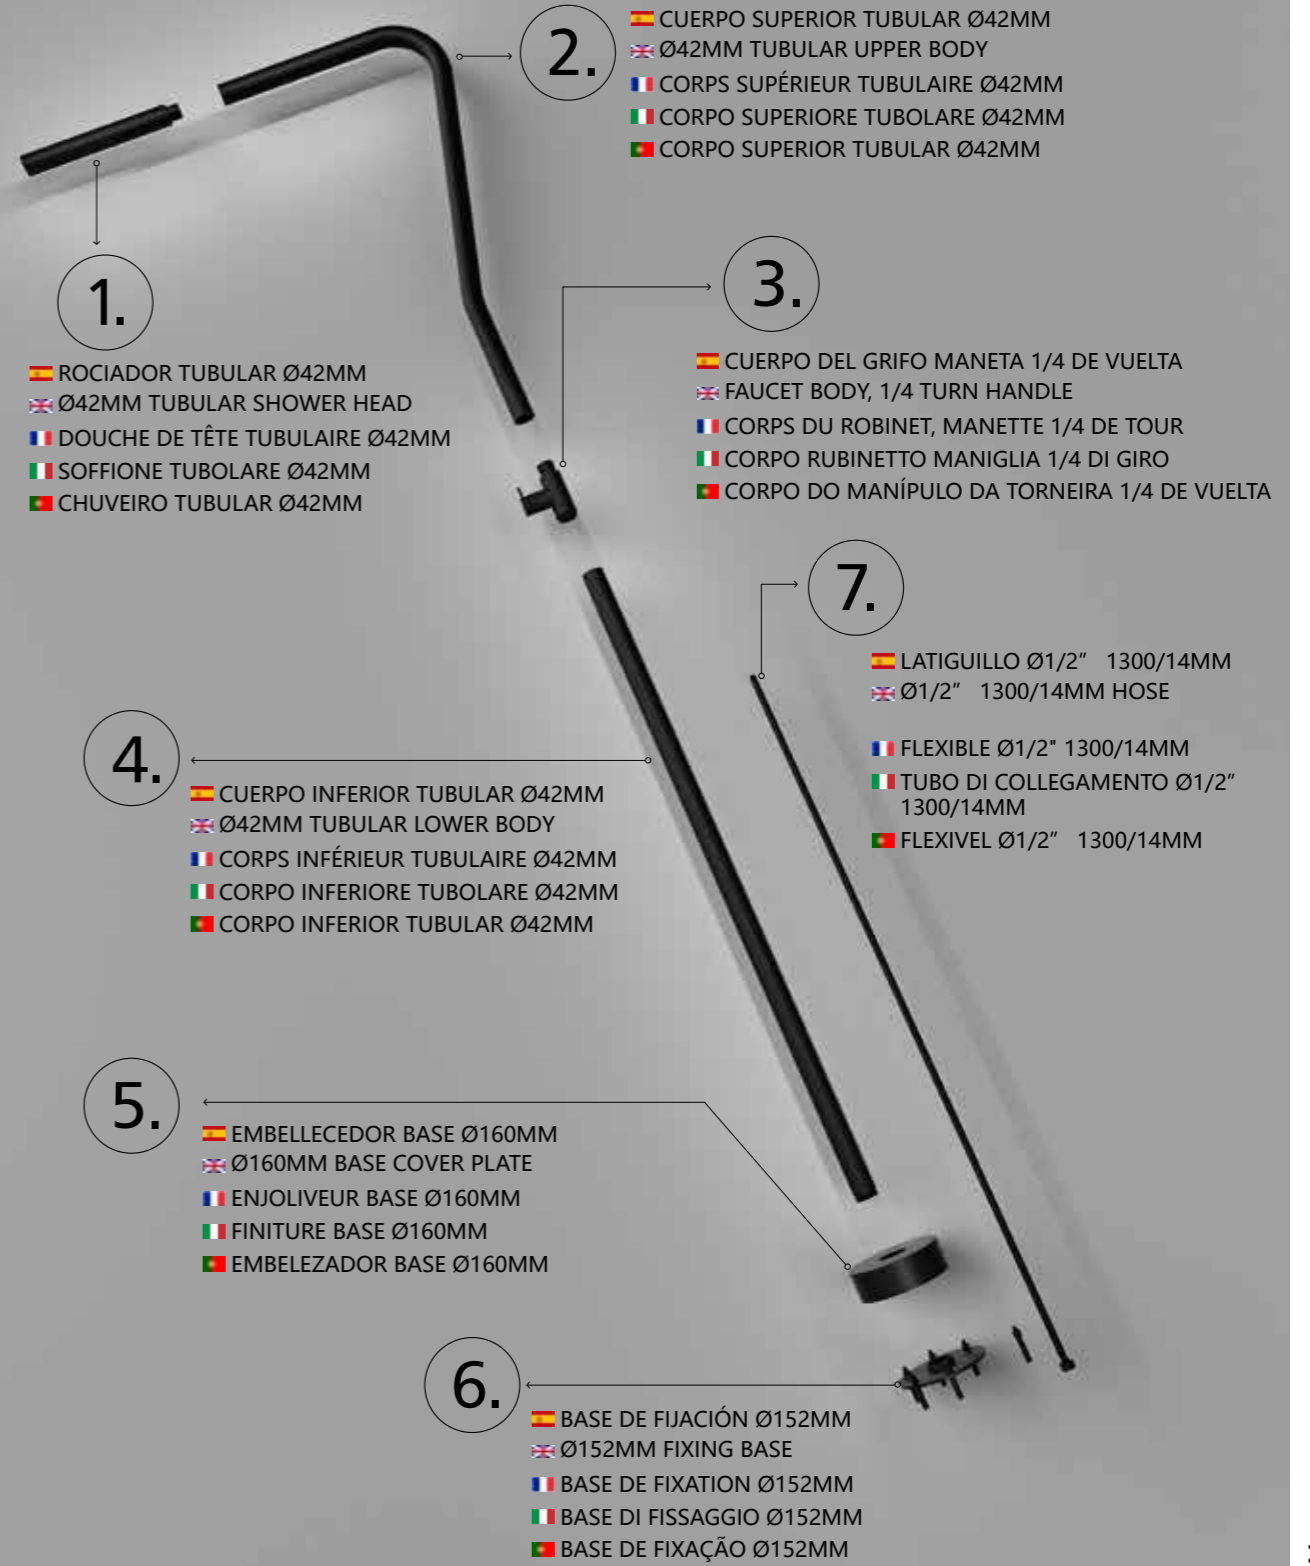 2.
CUERPO SUPERIOR TUBULAR Ø42MM
Ø42MM TUBULAR UPPER BODY
CORPS SUPÉRIEUR TUBULAIRE Ø42MM
CORPO SUPERIORE TUBOLARE Ø42MM
CORPO SUPERIOR TUBULAR Ø42MM
1.
ROCIADOR TUBULAR Ø42MM
Ø42MM TUBULAR SHOWER HEAD
DOUCHE DE TÊTE TUBULAIRE Ø42MM
SOFFIONE TUBOLARE Ø42MM
CHUVEIRO TUBULAR Ø42MM
3.
CUERPO DEL GRIFO MANETA 1/4 DE VUELTA
FAUCET BODY, 1/4 TURN HANDLE
CORPS DU ROBINET, MANETTE 1/4 DE TOUR
CORPO RUBINETTO MANIGLIA 1/4 DI GIRO
CORPO DO MANÍPULO DA TORNEIRA 1/4 DE VUELTA
7.
LATIGUILLO Ø1/2” 1300/14MM
Ø1/2” 1300/14MM HOSE
FLEXIBLE Ø1/2" 1300/14MM
TUBO DI COLLEGAMENTO Ø1/2”
1300/14MM
FLEXIVEL Ø1/2” 1300/14MM
4.
CUERPO INFERIOR TUBULAR Ø42MM
Ø42MM TUBULAR LOWER BODY
CORPS INFÉRIEUR TUBULAIRE Ø42MM
CORPO INFERIORE TUBOLARE Ø42MM
CORPO INFERIOR TUBULAR Ø42MM
5.
EMBELLECEDOR BASE Ø160MM
Ø160MM BASE COVER PLATE
ENJOLIVEUR BASE Ø160MM
FINITURE BASE Ø160MM
EMBELEZADOR BASE Ø160MM
6.
BASE DE FIJACIÓN Ø152MM
Ø152MM FIXING BASE
BASE DE FIXATION Ø152MM
BASE DI FISSAGGIO Ø152MM
BASE DE FIXAÇÃO Ø152MM